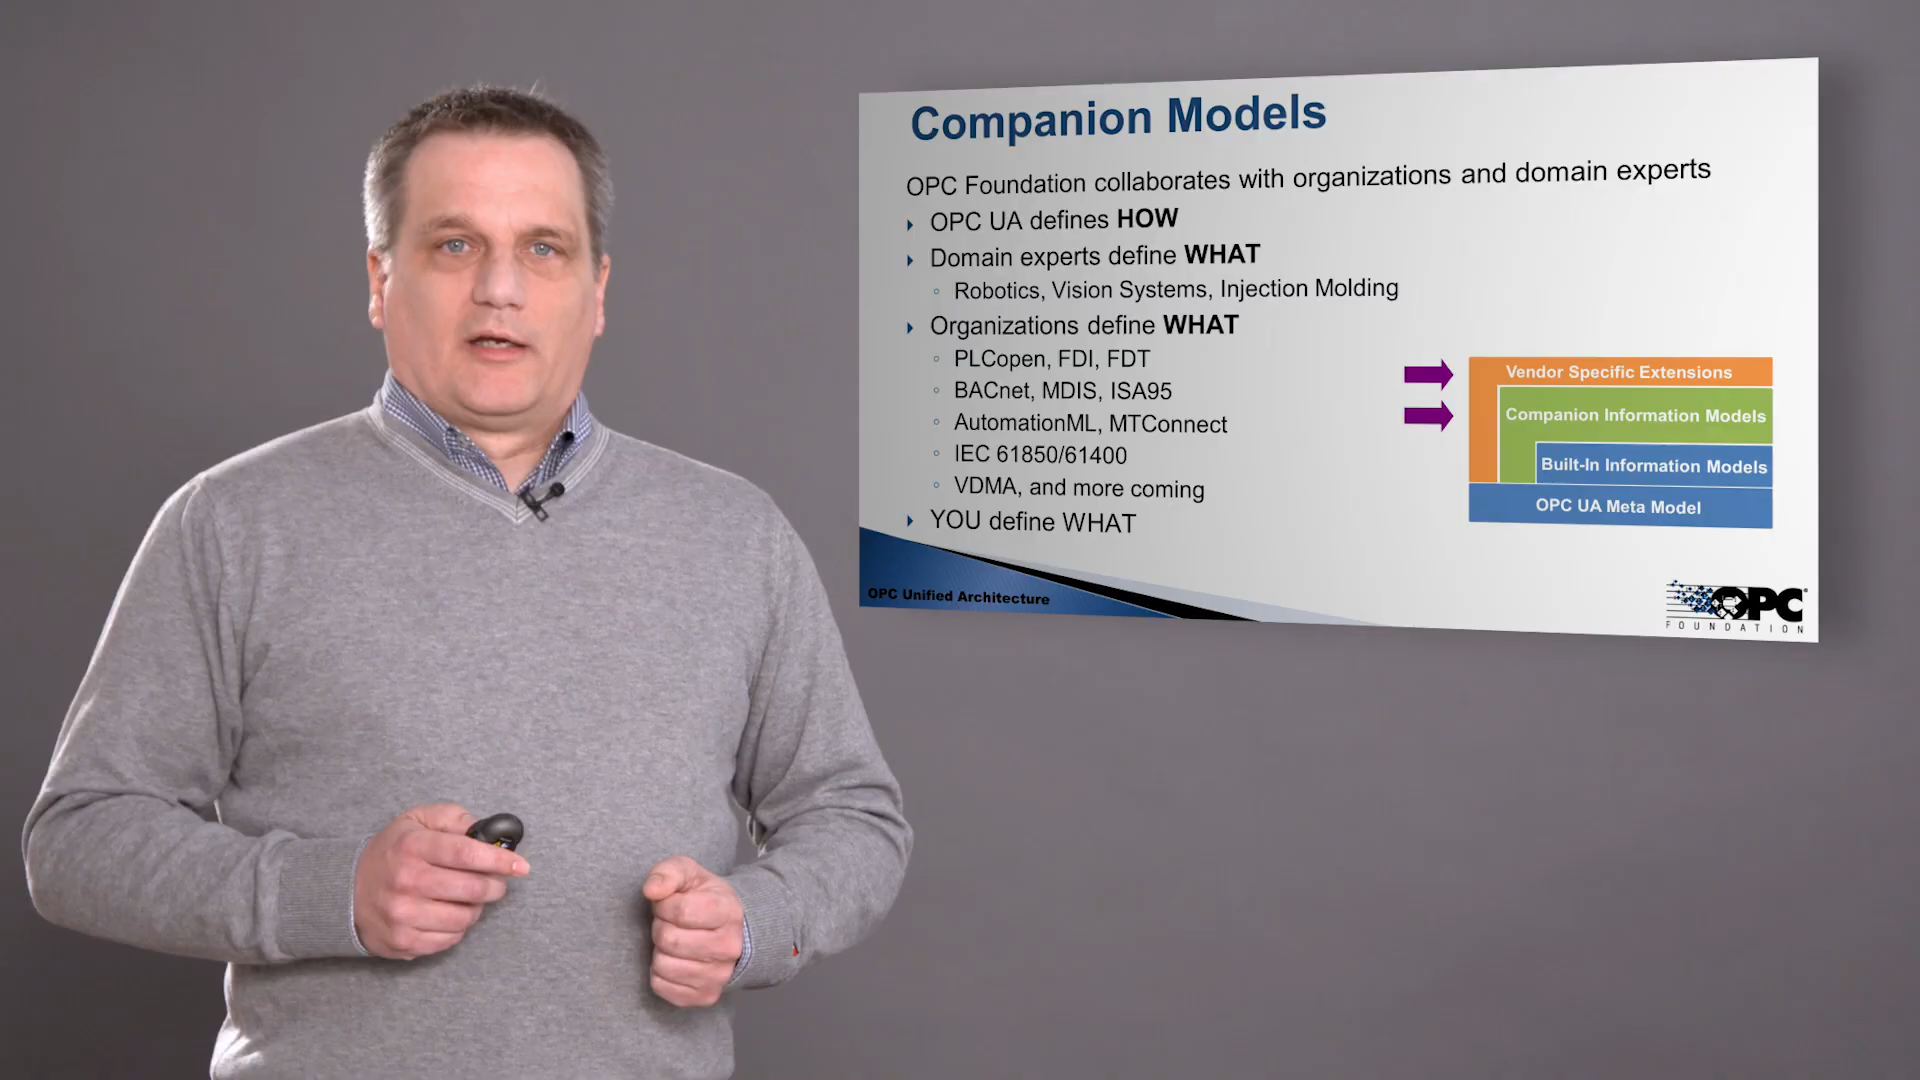 Companion Models
OPC Foundation collaborates with organizations and domain experts
OPC UA defines HOW
Domain experts define WHAT
Robotics, Vision Systems, Injection Molding
Organizations define WHAT
PLCopen, FDI, FDT
BACnet, MDIS, ISA95
AutomationML, MTConnect
IEC 61850/61400
VDMA, and more coming
YOU define WHAT
Vendor Specific Extensions
Companion Information Models
Built-In Information Models
OPC UA Meta Model
OPC Unified Architecture
OPC
FOUNDATION